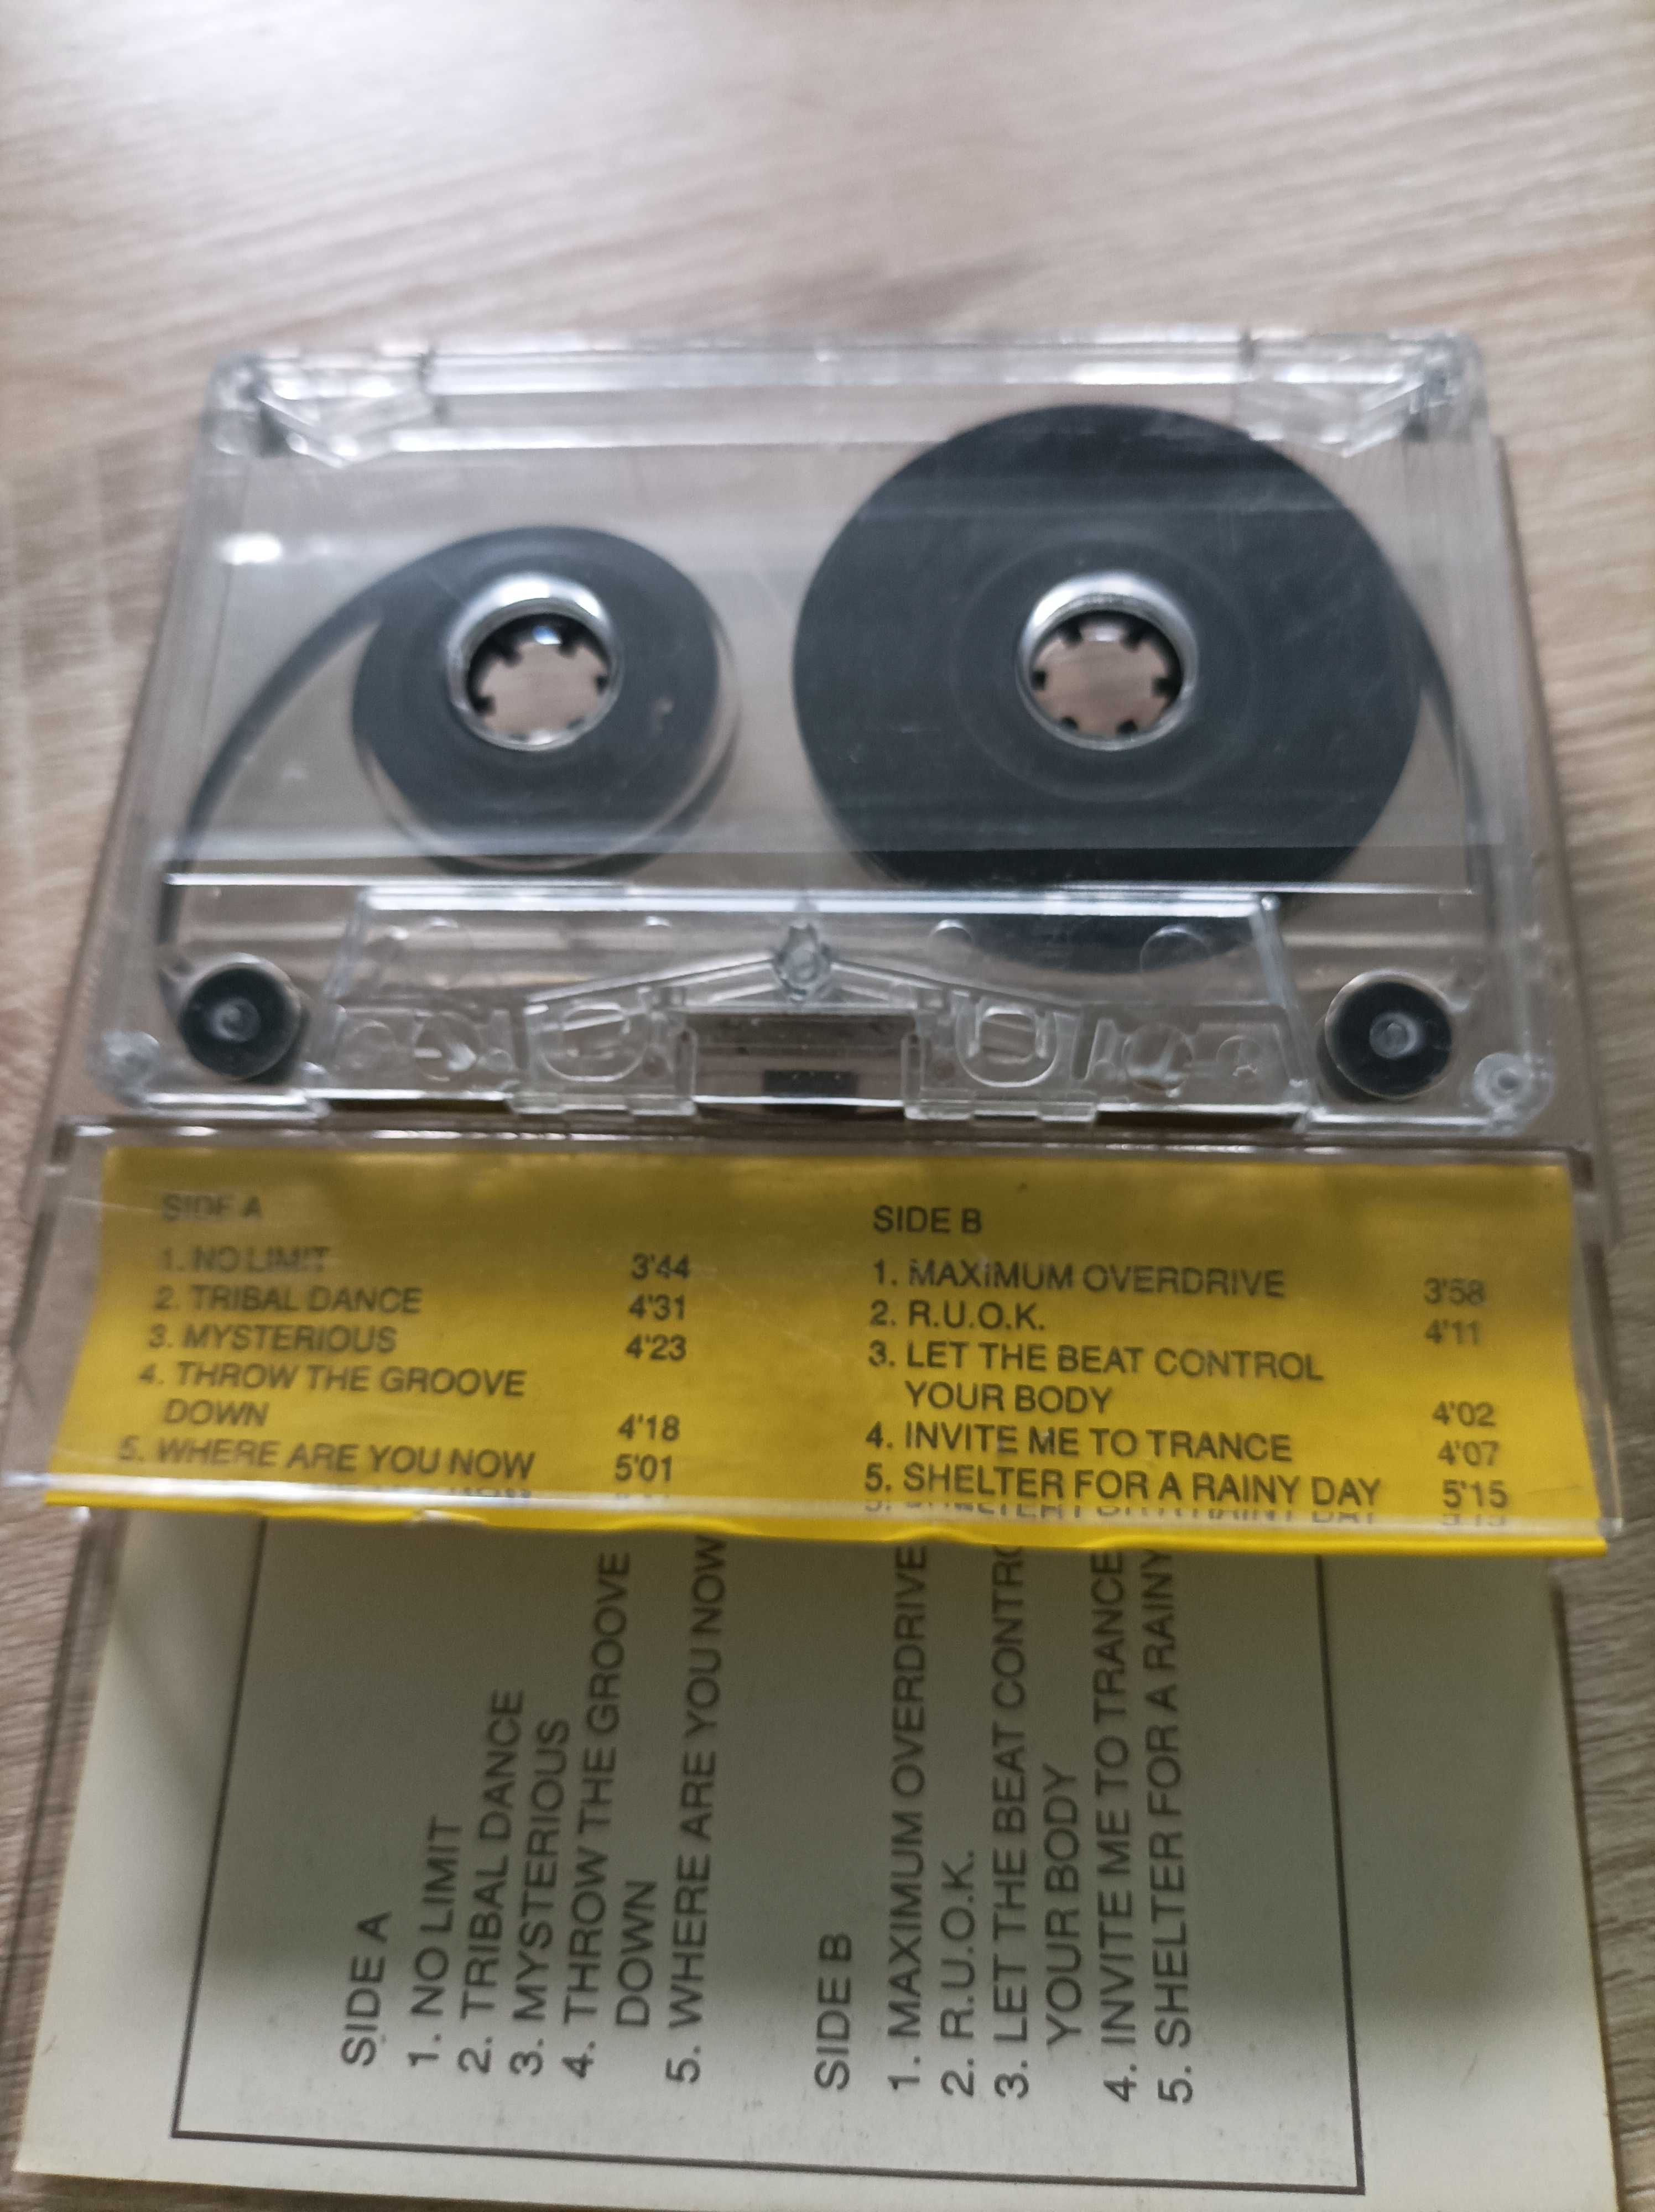 SIDE A
1. NO LIMIT 3'44
2. TRIBAL DANCE 4'31
3. MYSTERIOUS 4'23
4. THROW THE GROOVE
DOWN 4'18
5. WHERE ARE YOU NOW 5'01
SIDE B
1. MAXIMUM OVERDRIVE 3'58
2. R.U.O.K. 4'11
3. LET THE BEAT CONTROL
YOUR BODY 4'02
4. INVITE ME TO TRANCE 4'07
5. SHELTER FOR A RAINY DAY 5'15
SIDE A
1. NO LIMIT
2. TRIBAL DANCE
3. MYSTERIOUS
4. THROW THE GROOVE
DOWN
5. WHERE ARE YOU NOW
SIDE B
1. MAXIMUM OVERDRIVE
2. R.U.O.K.
3. LET THE BEAT CONTRO
YOUR BODY
4. INVITE ME TO TRANCE
5. SHELTER FOR A RAINY